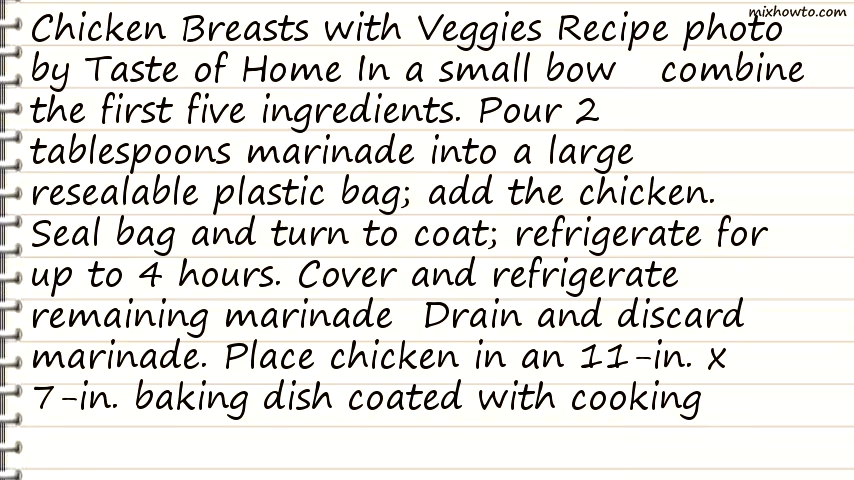 mixhowto.com
Chicken Breasts with Veggies Recipe photo
by Taste of Home In a small bow   combine
the first five ingredients. Pour 2
tablespoons marinade into a large
resealable plastic bag; add the chicken.
Seal bag and turn to coat; refrigerate for
up to 4 hours. Cover and refrigerate
remaining marinade  Drain and discard
marinade. Place chicken in an 11-in. x
7-in. baking dish coated with cooking